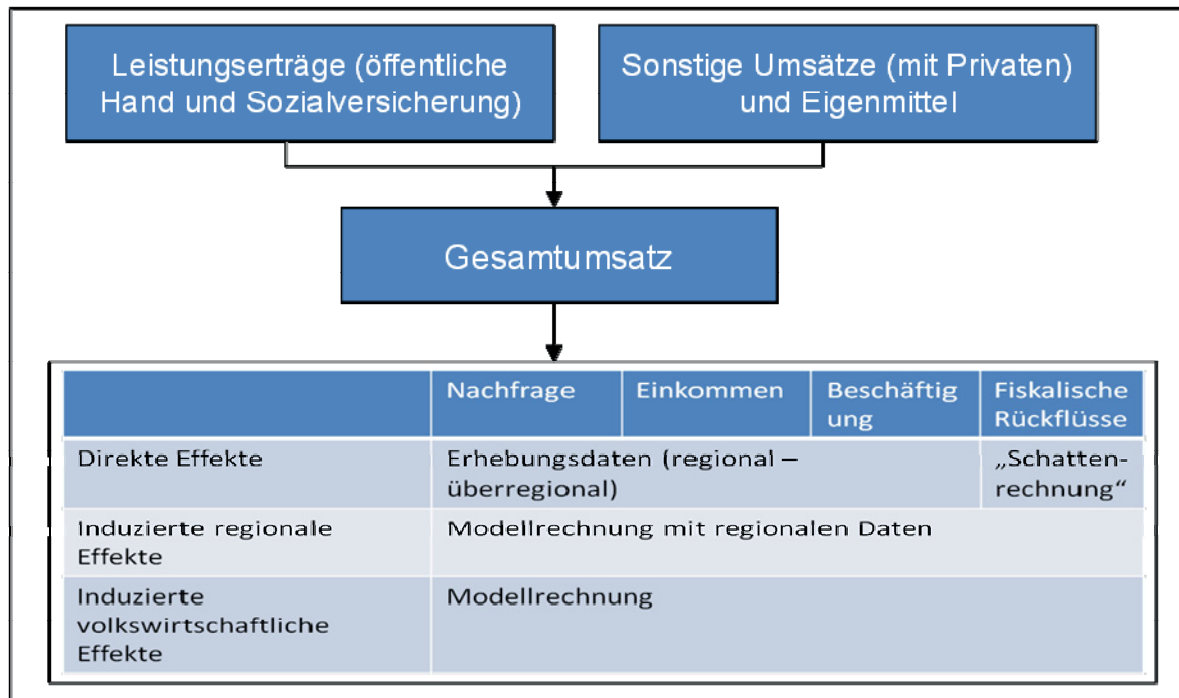 Leistungserträge (öffentliche
Hand und Sozialversicherung)
Sonstige Umsätze (mit Privaten)
und Eigenmittel
Gesamtumsatz
Nachfrage
Einkommen
Beschäftig
ung
Fiskalische
Rückflüsse
Direkte Effekte
Erhebungsdaten (regional –
überregional)
„Schatten-
rechnung“
Induzierte regionale
Effekte
Modellrechnung mit regionalen Daten
Induzierte
volkswirtschaftliche
Effekte
Modellrechnung